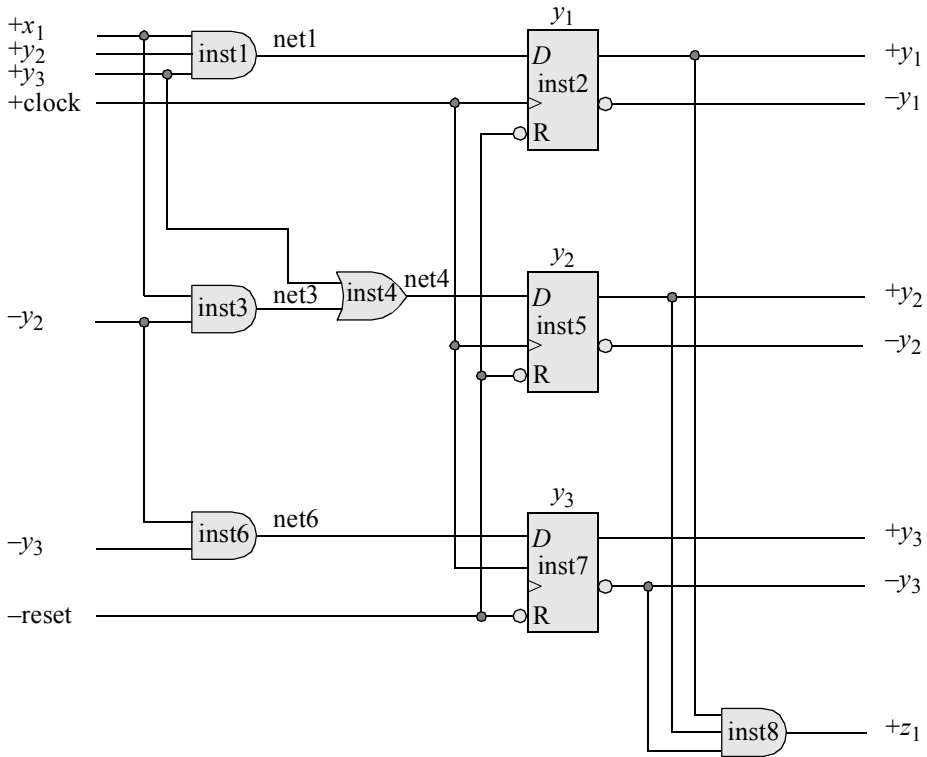 +x₁
+y₂
+y₃
+clock
inst1
net1
y₁
D
inst2
R
+y₁
–y₁
–y₂
inst3
net3
inst4
net4
y₂
D
inst5
R
+y₂
–y₂
–y₃
inst6
net6
y₃
D
inst7
R
+y₃
–y₃
–reset
inst8
+z₁